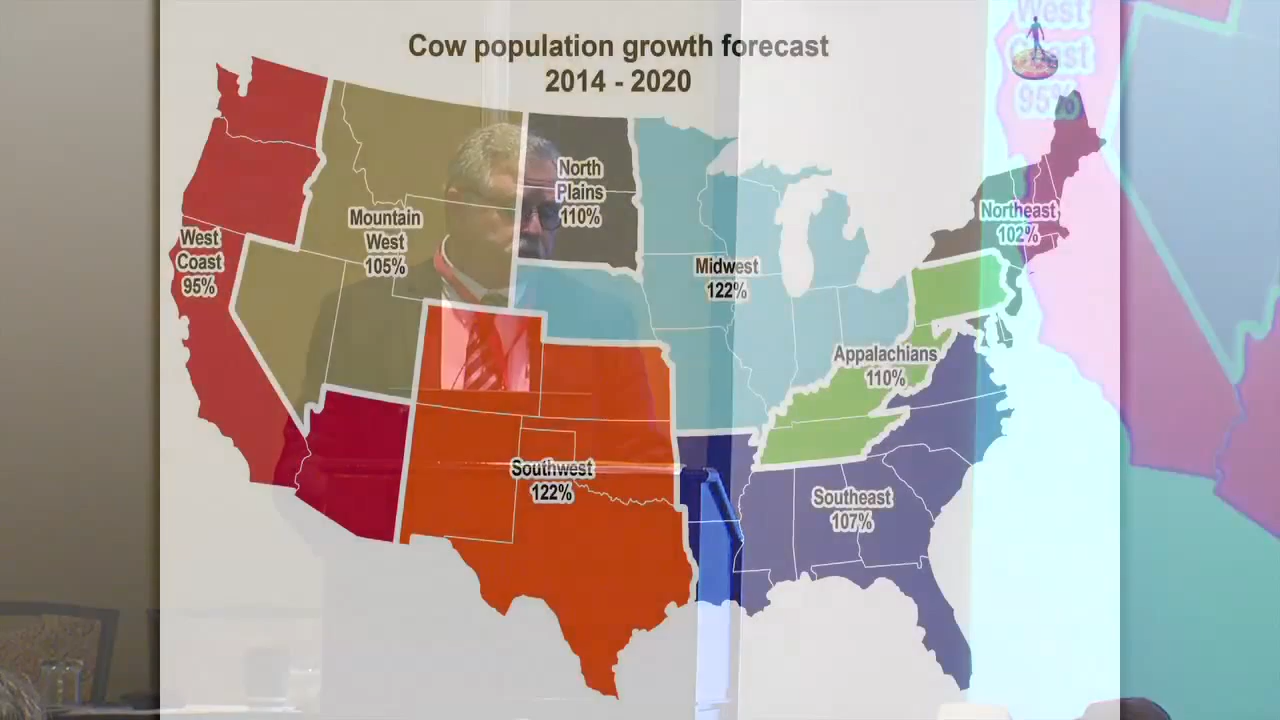 Cow population growth forecast
2014 - 2020
West
Coast
95%
North
Plains
110%
Mountain
West
105%
West
Coast
95%
Northeast
102%
Midwest
122%
Appalachians
110%
Southwest
122%
Southeast
107%